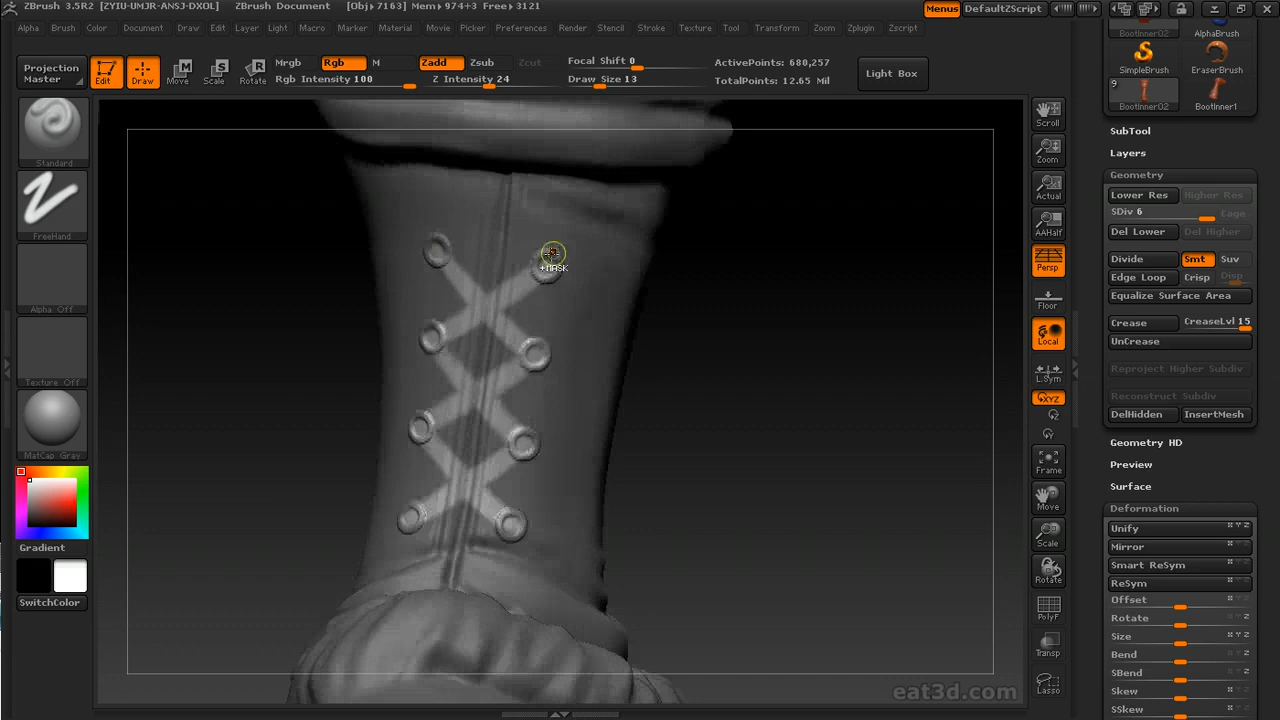 ZBrush 3.5R2 [ZYIU-UMJR-ANSJ-DXOL] ZBrush Document [Obj▸7163] Mem▸974+3 Free▸3121 Menus DefaultZScript
Alpha Brush Color Document Draw Edit Layer Light Macro Marker Material Movie Picker Preferences Render Stencil Stroke Texture Tool Transform Zoom Zplugin Zscript
Projection Master
Edit
Draw
Move
Scale
Rotate
Mrgb Rgb M
Rgb Intensity 100
Zadd Zsub Zcut
Z Intensity 24
Focal Shift 0
Draw Size 13
ActivePoints: 680,257
TotalPoints: 12.65 Mil
Light Box
Standard
FreeHand
Alpha Off
Texture Off
MatCap Gray
Gradient
SwitchColor
+MASK
eat3d.com
Scroll
Zoom
Actual
AAHalf
Persp
Floor
Local
L.Sym
XYZ
Frame
Move
Scale
Rotate
PolyF
Transp
Lasso
BootInner02 AlphaBrush
SimpleBrush EraserBrush
9
BootInner02 BootInner1
SubTool
Layers
Geometry
Lower Res Higher Res
SDiv 6 Cage
Del Lower Del Higher
Divide Smt Suv
Edge Loop Crisp Disp
Equalize Surface Area
Crease CreaseLvl 15
UnCrease
Reproject Higher Subdiv
Reconstruct Subdiv
DelHidden InsertMesh
Geometry HD
Preview
Surface
Deformation
Unify
Mirror
Smart ReSym
ReSym
Offset
Rotate
Size
Bend
SBend
Skew
SSkew